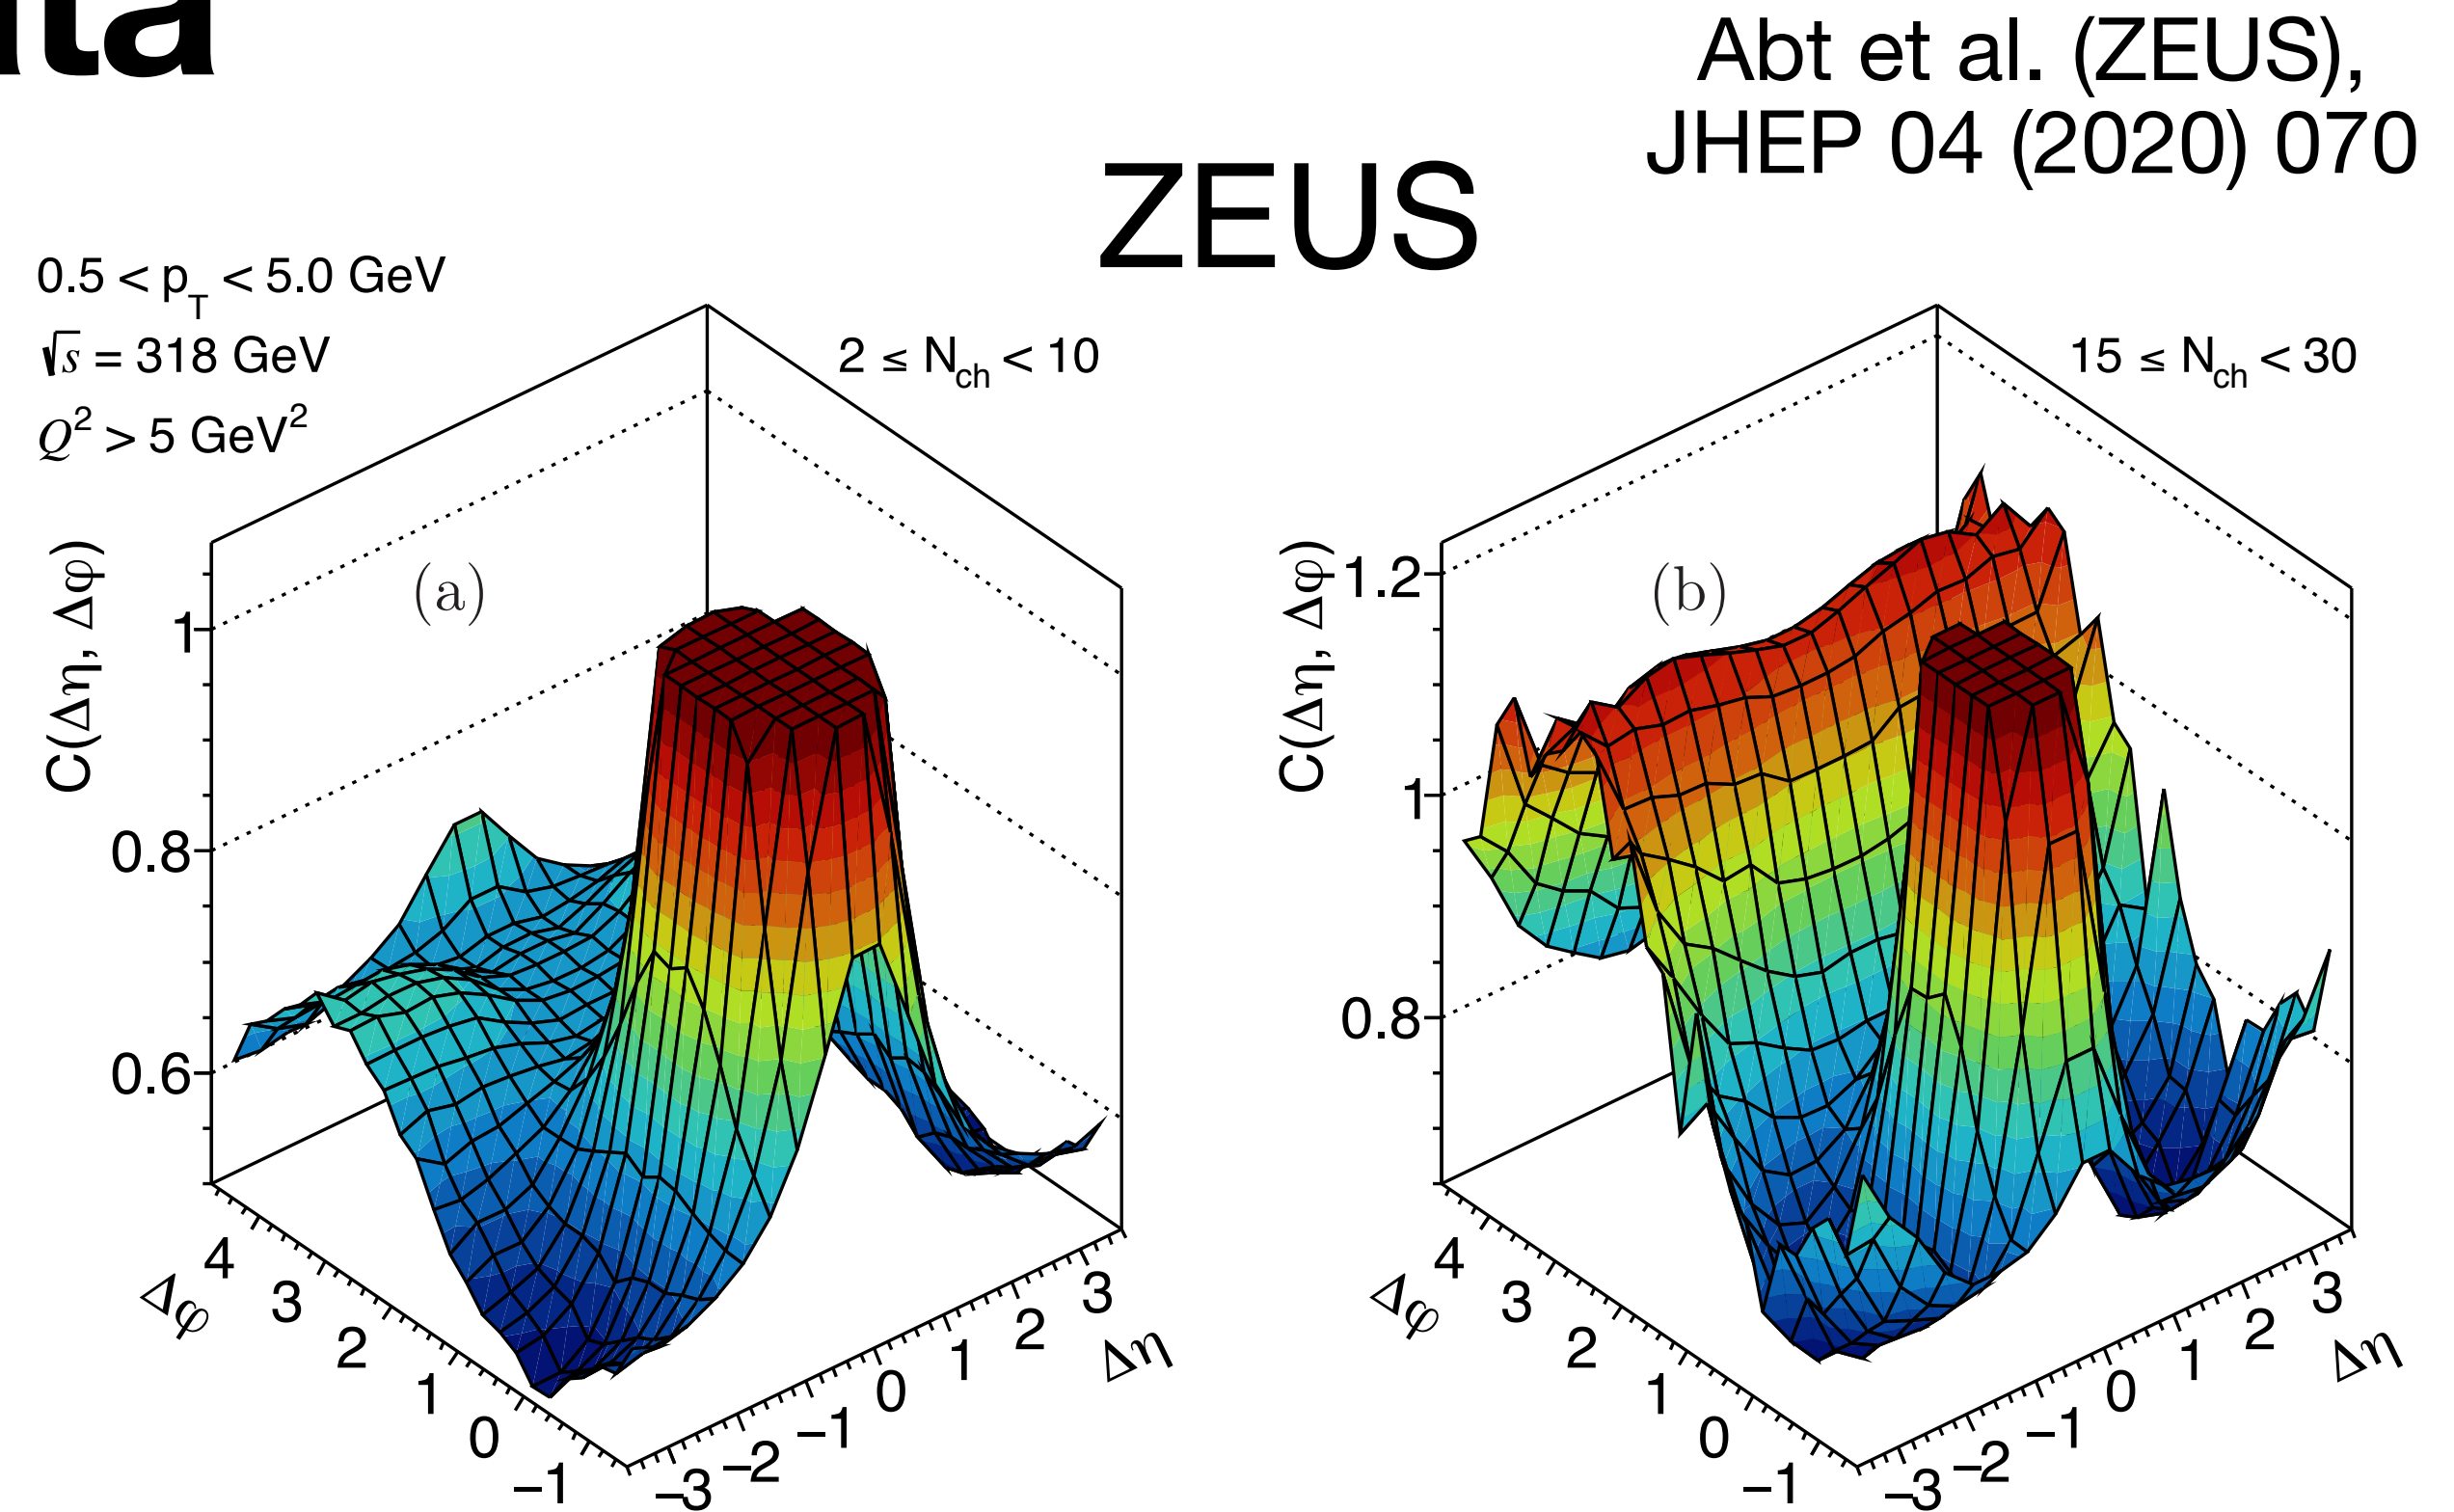 Abt et al. (ZEUS),
JHEP 04 (2020) 070
ZEUS
0.5 < p_T < 5.0 GeV
√s = 318 GeV
Q² > 5 GeV²
2 ≤ N_ch < 10
(a)
C(Δη, Δφ)
1
0.8
0.6
4
3
2
1
0
−1
Δφ
−3
−2
−1
0
1
2
3
Δη
15 ≤ N_ch < 30
(b)
C(Δη, Δφ)
1.2
1
0.8
4
3
2
1
0
−1
Δφ
−3
−2
−1
0
1
2
3
Δη